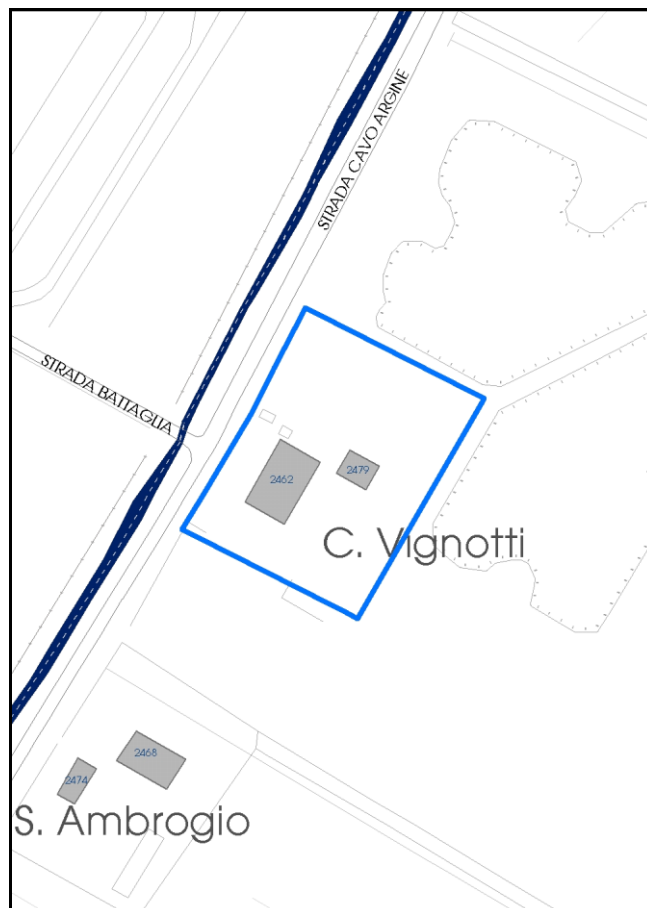 STRADA CAVO ARGINE
STRADA BATTAGLIA
2479
2462
C. Vignotti
2468
2474
S. Ambrogio